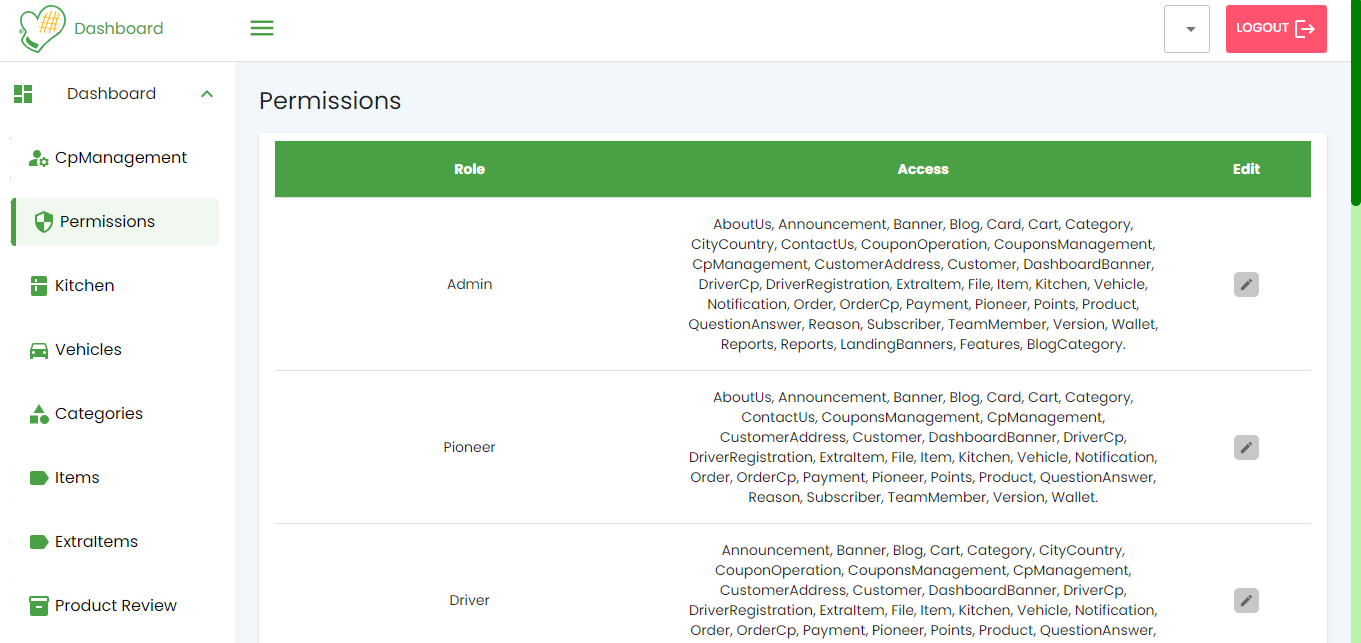 Dashboard
LOGOUT
Dashboard
CpManagement
Permissions
Kitchen
Vehicles
Categories
Items
ExtraItems
Product Review
Permissions
Role Access Edit
Admin
AboutUs, Announcement, Banner, Blog, Card, Cart, Category,
CityCountry, ContactUs, CouponOperation, CouponsManagement,
CpManagement, CustomerAddress, Customer, DashboardBanner,
DriverCp, DriverRegistration, ExtraItem, File, Item, Kitchen, Vehicle,
Notification, Order, OrderCp, Payment, Pioneer, Points, Product,
QuestionAnswer, Reason, Subscriber, TeamMember, Version, Wallet,
Reports, Reports, LandingBanners, Features, BlogCategory.
Pioneer
AboutUs, Announcement, Banner, Blog, Card, Cart, Category,
ContactUs, CouponsManagement, CpManagement,
CustomerAddress, Customer, DashboardBanner, DriverCp,
DriverRegistration, ExtraItem, File, Item, Kitchen, Vehicle, Notification,
Order, OrderCp, Payment, Pioneer, Points, Product, QuestionAnswer,
Reason, Subscriber, TeamMember, Version, Wallet.
Driver
Announcement, Banner, Blog, Cart, Category, CityCountry,
CouponOperation, CouponsManagement, CpManagement,
CustomerAddress, Customer, DashboardBanner, DriverCp,
DriverRegistration, ExtraItem, File, Item, Kitchen, Vehicle, Notification,
Order, OrderCp, Payment, Pioneer, Points, Product, QuestionAnswer,